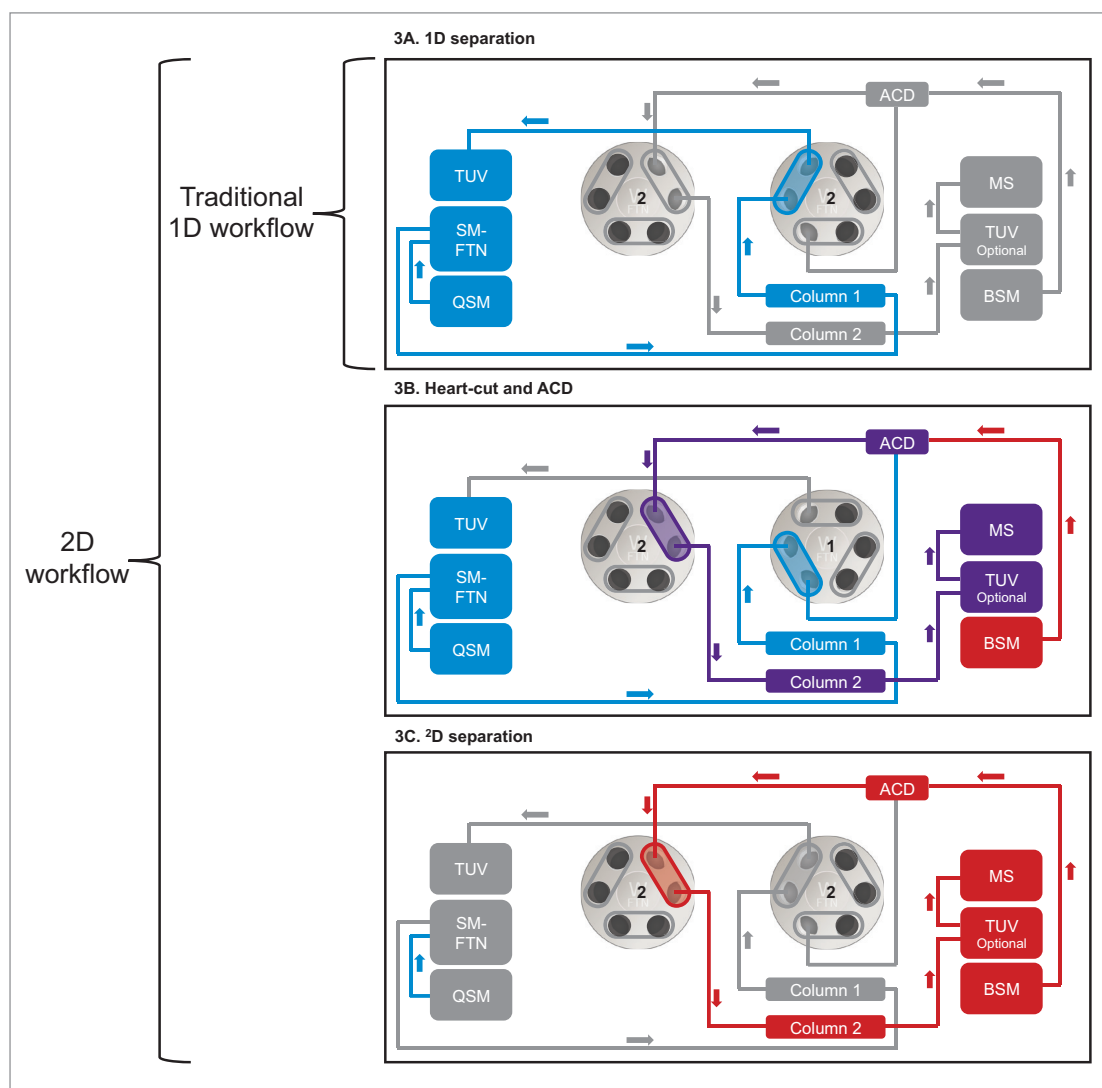 3A. 1D separation
ACD
TUV
SM-
FTN
QSM
2
2
MS
TUV
Optional
BSM
Column 1
Column 2
Traditional
1D workflow
3B. Heart-cut and ACD
ACD
TUV
SM-
FTN
QSM
2
1
MS
TUV
Optional
BSM
Column 1
Column 2
2D
workflow
3C. ²D separation
ACD
TUV
SM-
FTN
QSM
2
2
MS
TUV
Optional
BSM
Column 1
Column 2